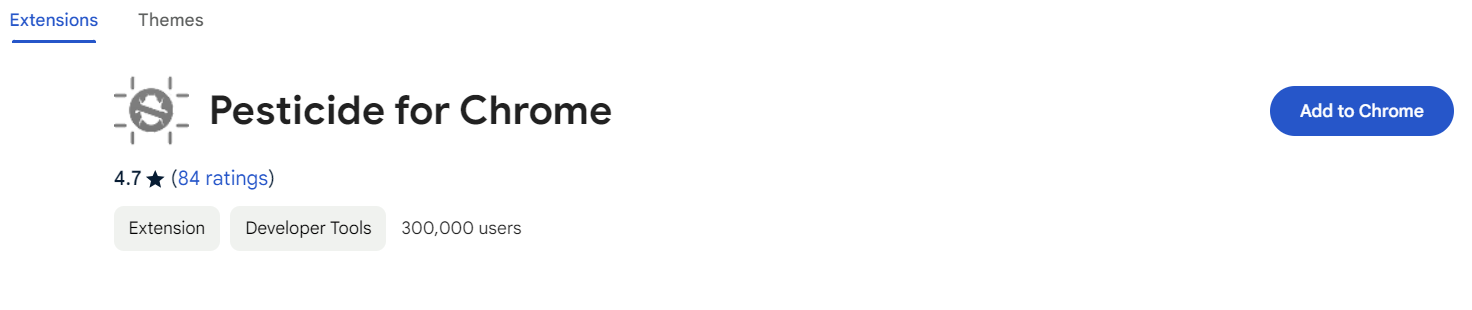 Extensions Themes
Pesticide for Chrome Add to Chrome
4.7 ★ (84 ratings)
Extension Developer Tools 300,000 users